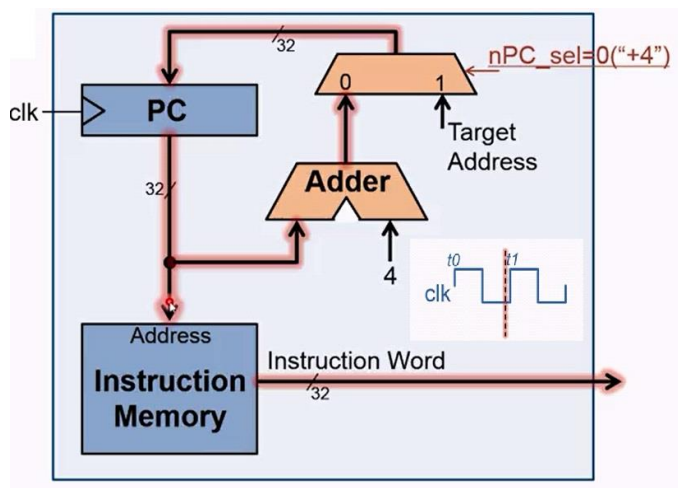 32
nPC_sel=0("+4")
0
1
clk
PC
Target
Address
32
Adder
4
t0
t1
clk
Address
Instruction
Memory
Instruction Word
32